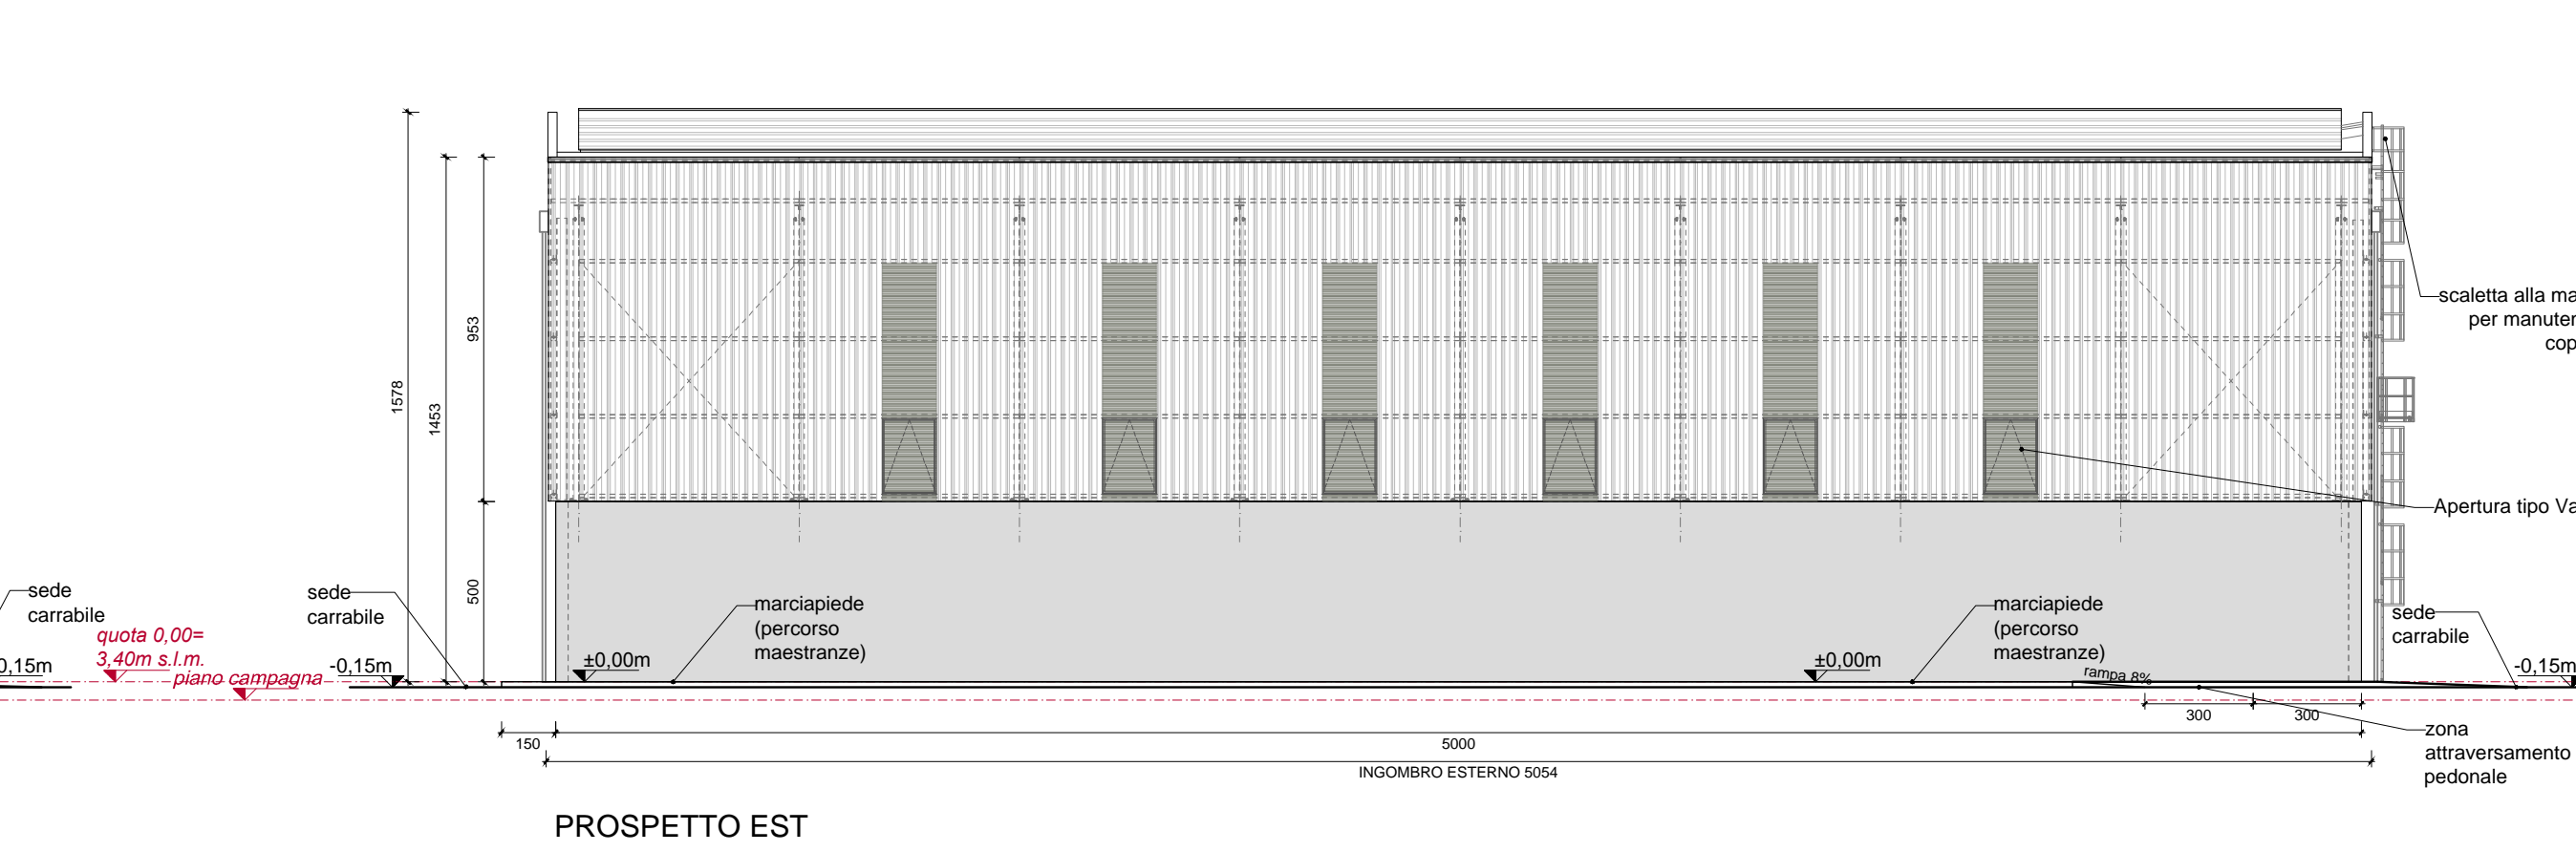 1578
1453
953
500
scaletta alla ma
per manuter
cop
Apertura tipo Va
sede
carrabile
0,15m
quota 0,00=
3,40m s.l.m.
piano campagna
sede
carrabile
-0,15m
±0,00m
marciapiede
(percorso
maestranze)
±0,00m
marciapiede
(percorso
maestranze)
rampa 8%
sede
carrabile
-0,15m
300
300
zona
attraversamento
pedonale
150
5000
INGOMBRO ESTERNO 5054
PROSPETTO EST